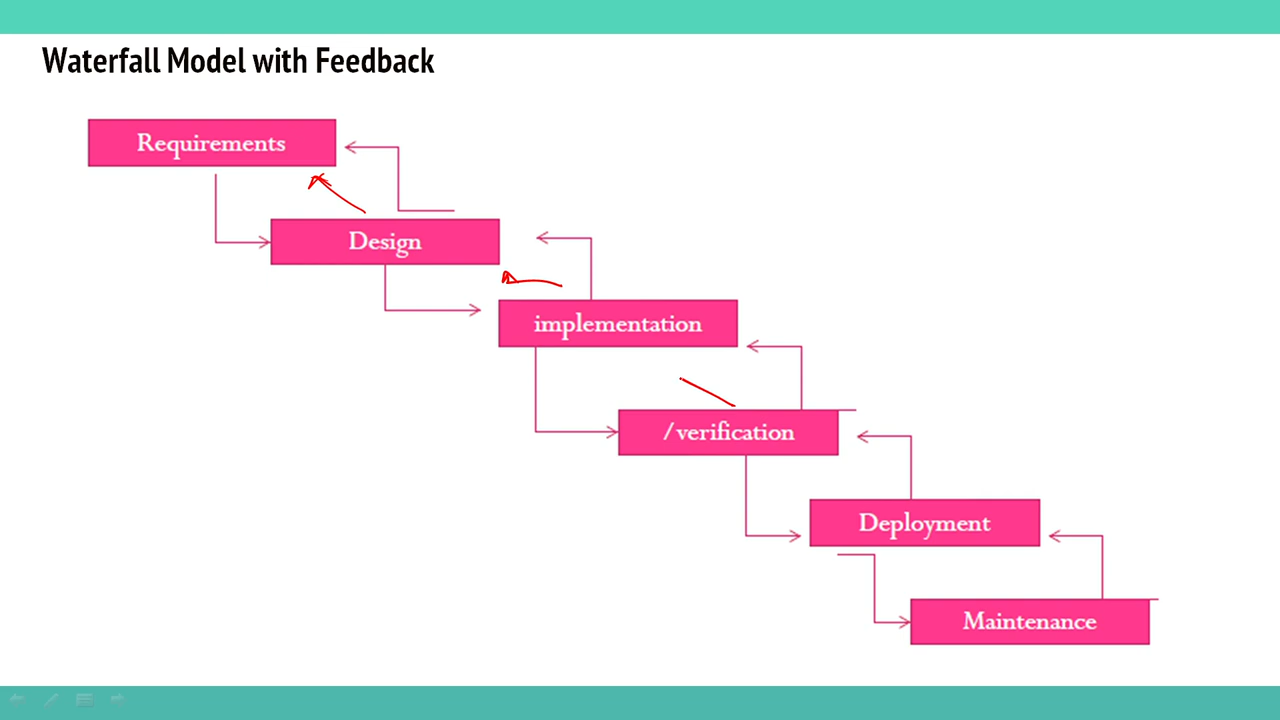 Waterfall Model with Feedback
Requirements
Design
implementation
/verification
Deployment
Maintenance